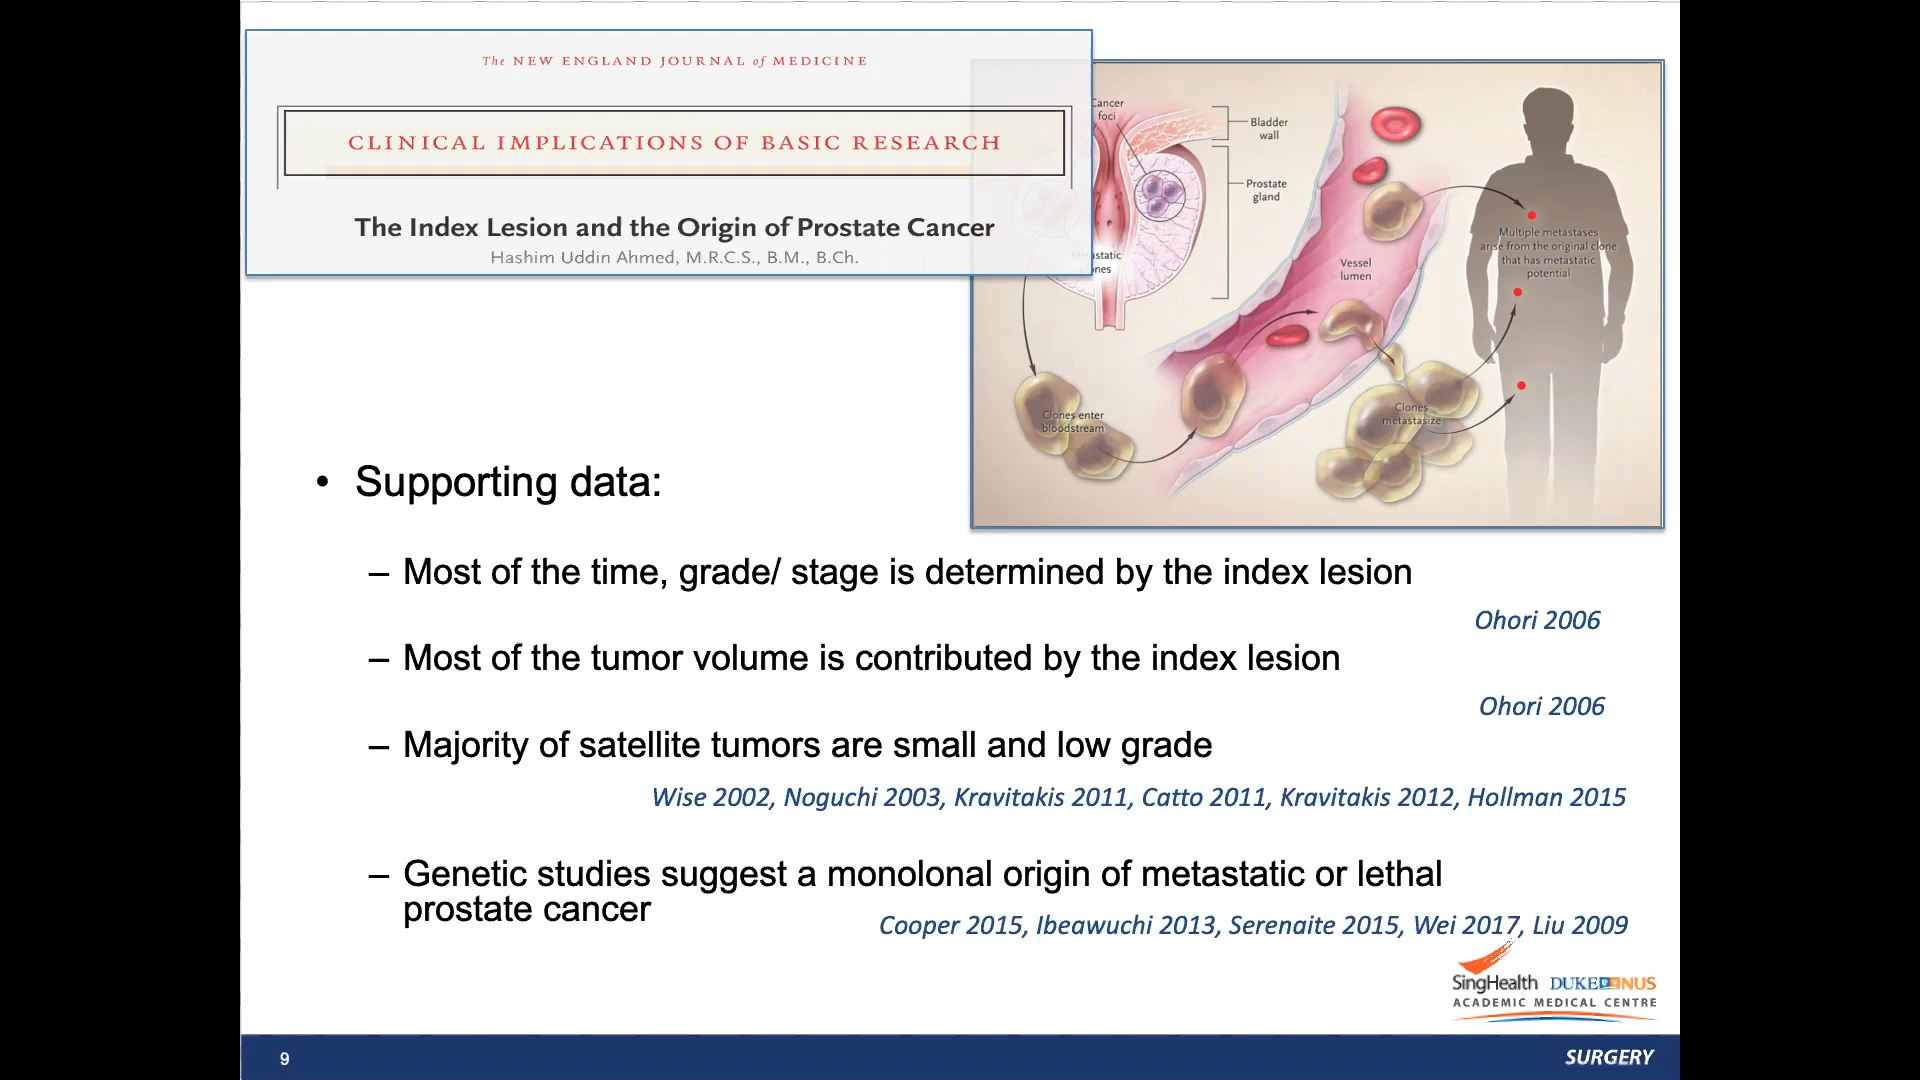 The NEW ENGLAND JOURNAL of MEDICINE
CLINICAL IMPLICATIONS OF BASIC RESEARCH
The Index Lesion and the Origin of Prostate Cancer
Hashim Uddin Ahmed, M.R.C.S., B.M., B.Ch.
Cancer
foci
Bladder
wall
Prostate
gland
Vessel
lumen
Multiple metastases
arise from the original clone
that has metastatic
potential
Clones enter
bloodstream
Clones
metastasize
• Supporting data:
– Most of the time, grade/ stage is determined by the index lesion
Ohori 2006
– Most of the tumor volume is contributed by the index lesion
Ohori 2006
– Majority of satellite tumors are small and low grade
Wise 2002, Noguchi 2003, Kravitakis 2011, Catto 2011, Kravitakis 2012, Hollman 2015
– Genetic studies suggest a monolonal origin of metastatic or lethal
prostate cancer
Cooper 2015, Ibeawuchi 2013, Serenaite 2015, Wei 2017, Liu 2009
SingHealth DUKE NUS
ACADEMIC MEDICAL CENTRE
9
SURGERY